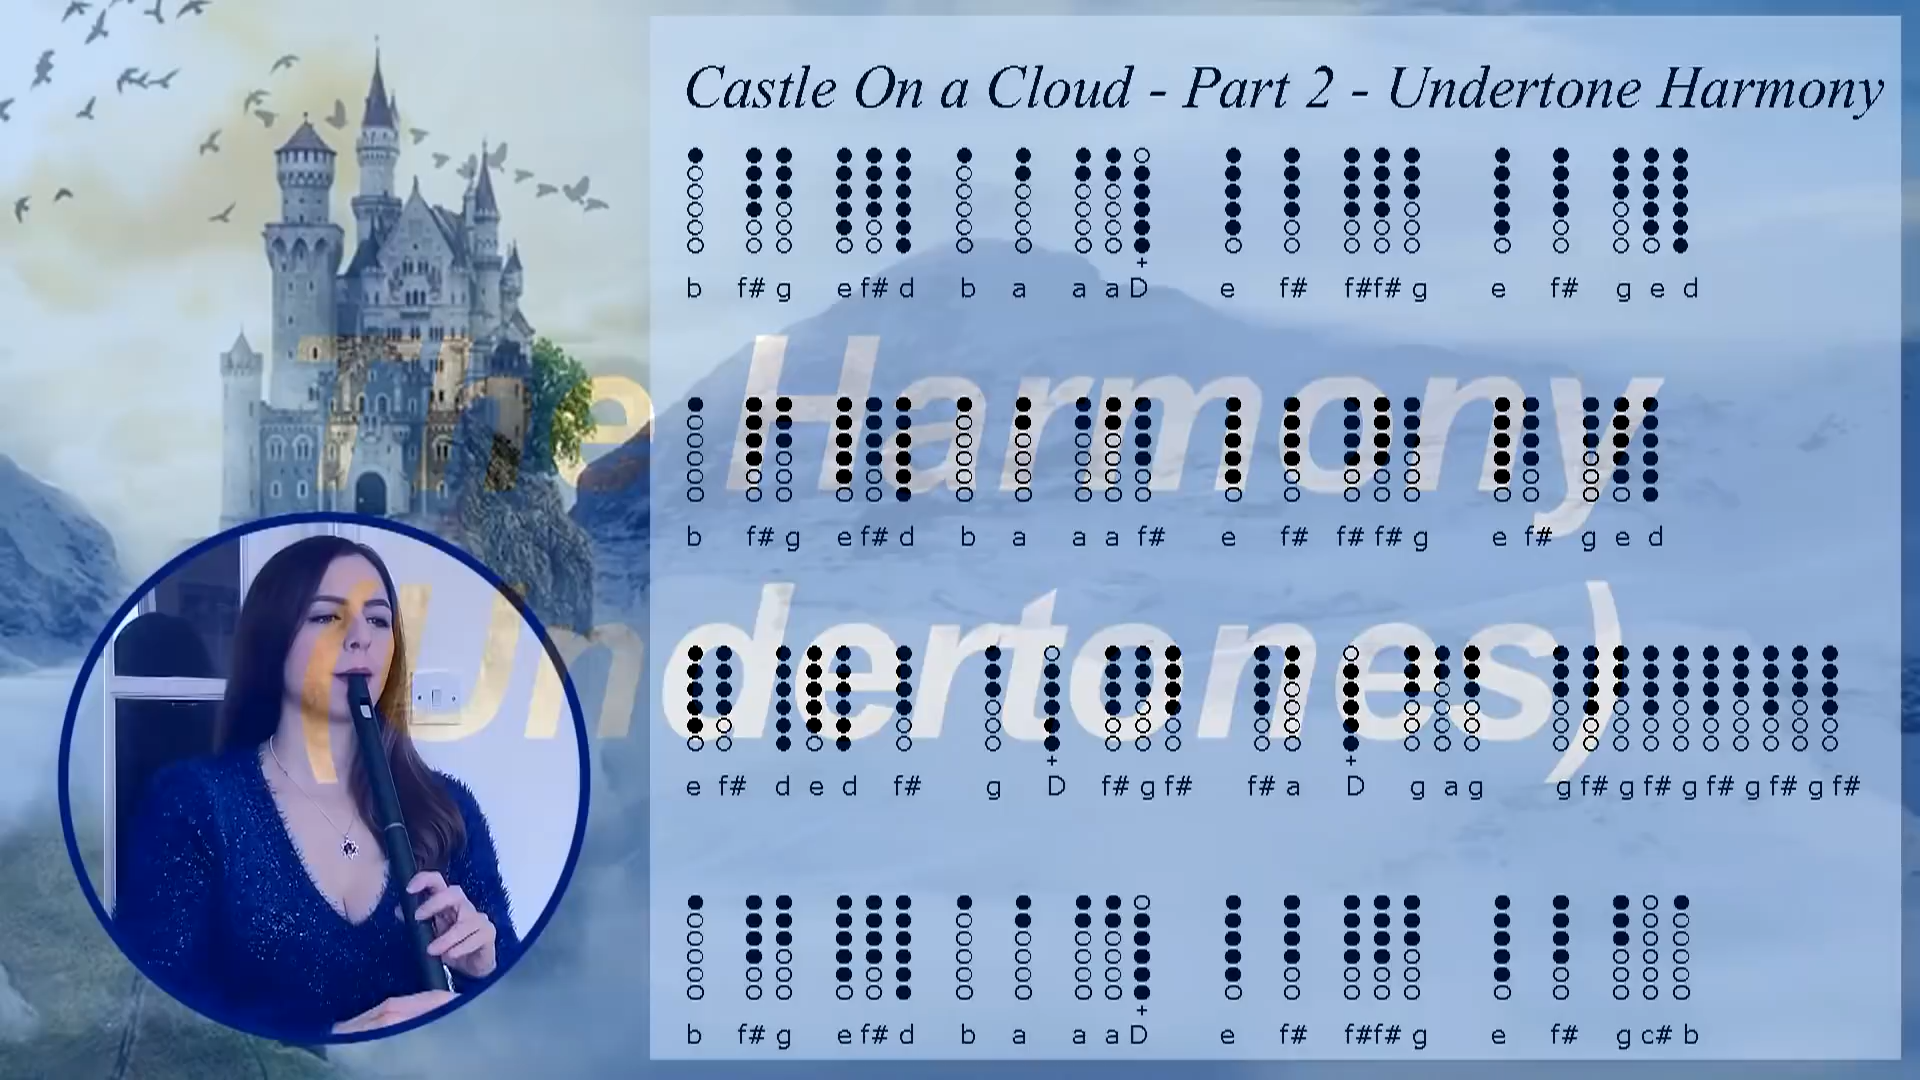 Castle On a Cloud - Part 2 - Undertone Harmony
+
b f# g e f# d b a a a D e f# f#f# g e f# g e d
The Harmony
b f# g e f# d b a a a f# e f# f# f# g e f# g e d
(Undertones)
+ +
e f# d e d f# g D f# g f# f# a D g a g g f# g f# g f# g f# g f#
+
b f# g e f# d b a a a D e f# f#f# g e f# g c# b